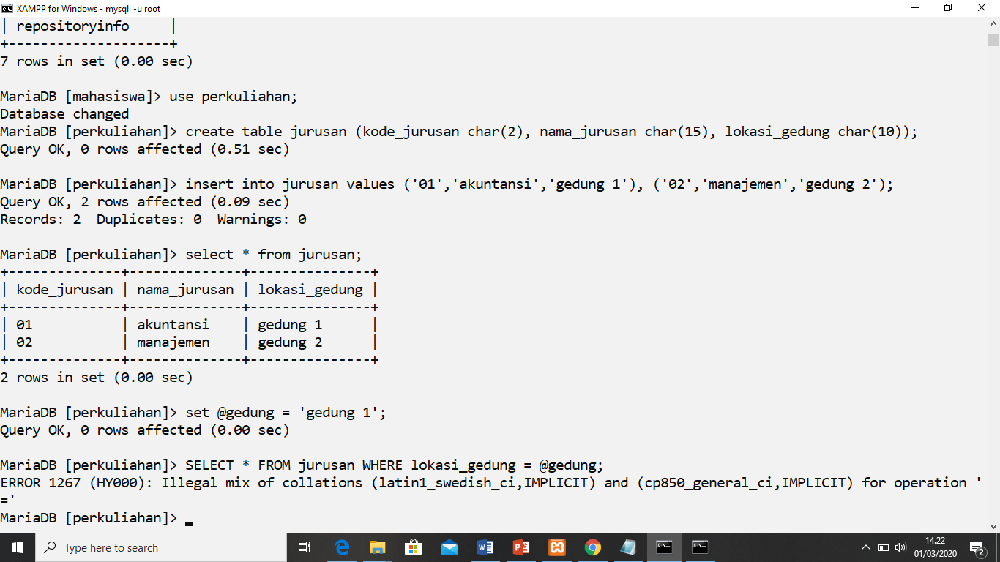 XAMPP for Windows - mysql  -u root
| repositoryinfo     |
+--------------------+
7 rows in set (0.00 sec)
MariaDB [mahasiswa]> use perkuliahan;
Database changed
MariaDB [perkuliahan]> create table jurusan (kode_jurusan char(2), nama_jurusan char(15), lokasi_gedung char(10));
Query OK, 0 rows affected (0.51 sec)
MariaDB [perkuliahan]> insert into jurusan values ('01','akuntansi','gedung 1'), ('02','manajemen','gedung 2');
Query OK, 2 rows affected (0.09 sec)
Records: 2  Duplicates: 0  Warnings: 0
MariaDB [perkuliahan]> select * from jurusan;
+--------------+--------------+---------------+
| kode_jurusan | nama_jurusan | lokasi_gedung |
+--------------+--------------+---------------+
| 01           | akuntansi    | gedung 1      |
| 02           | manajemen    | gedung 2      |
+--------------+--------------+---------------+
2 rows in set (0.00 sec)
MariaDB [perkuliahan]> set @gedung = 'gedung 1';
Query OK, 0 rows affected (0.00 sec)
MariaDB [perkuliahan]> SELECT * FROM jurusan WHERE lokasi_gedung = @gedung;
ERROR 1267 (HY000): Illegal mix of collations (latin1_swedish_ci,IMPLICIT) and (cp850_general_ci,IMPLICIT) for operation '
='
MariaDB [perkuliahan]>
Type here to search
14.22
01/03/2020
2